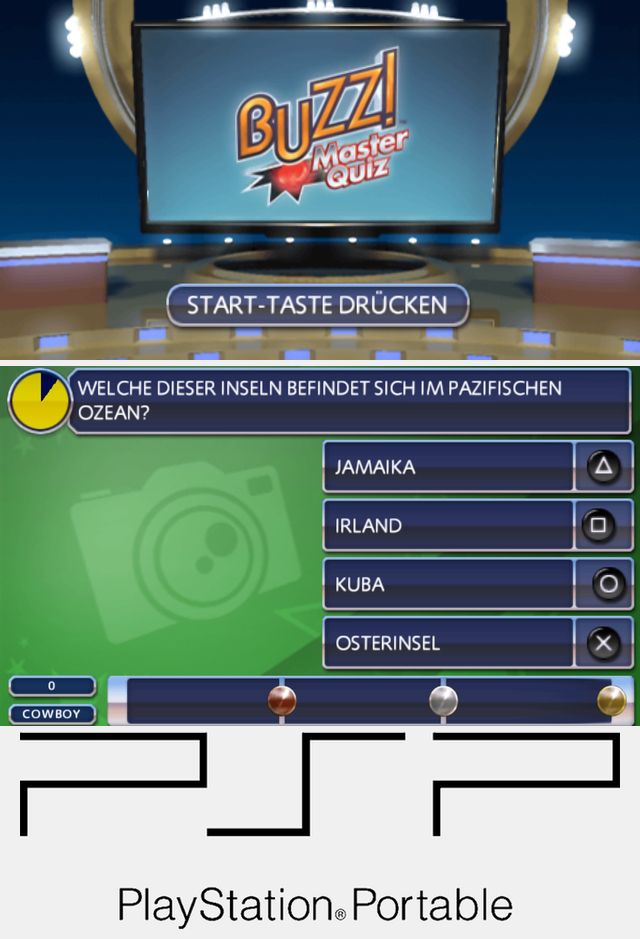 BUZZ!
Master
Quiz
START-TASTE DRÜCKEN
WELCHE DIESER INSELN BEFINDET SICH IM PAZIFISCHEN
OZEAN?
JAMAIKA
IRLAND
KUBA
OSTERINSEL
0
COWBOY
PSP
PlayStation® Portable